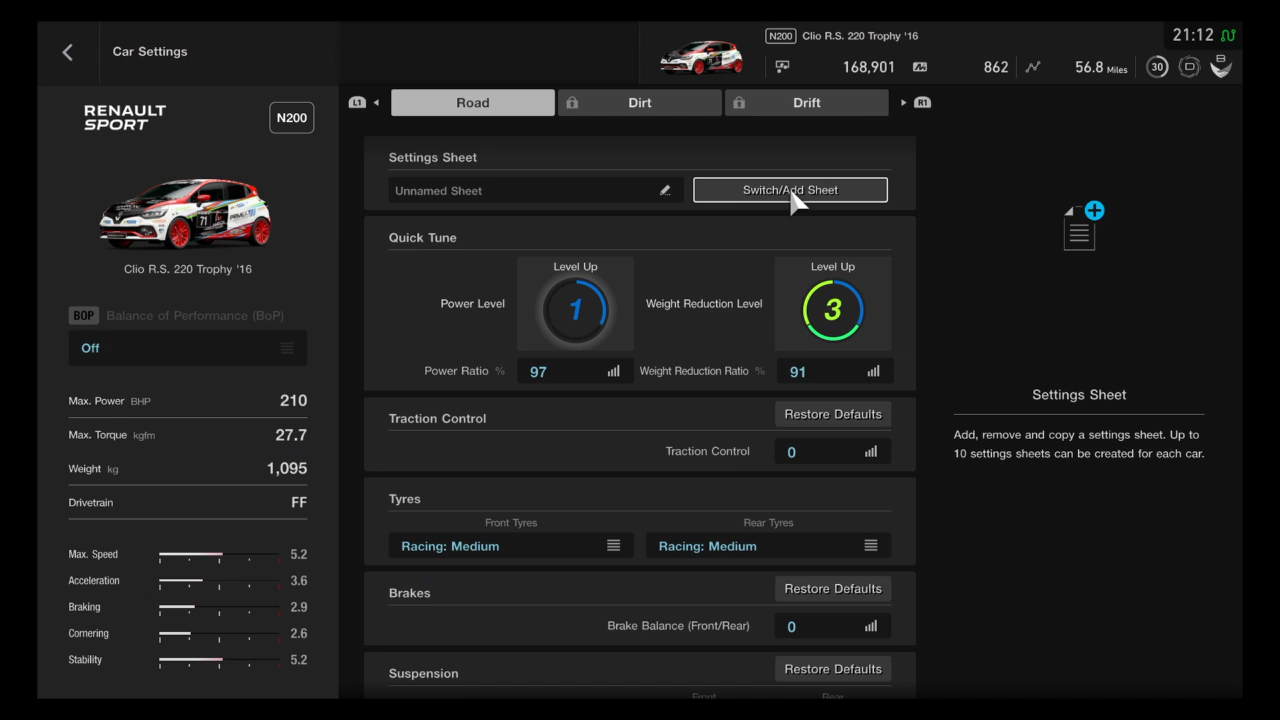 Car Settings
N200 Clio R.S. 220 Trophy '16
168,901 862 56.8 Miles 30 B
21:12
RENAULT
SPORT
N200
71
Clio R.S. 220 Trophy '16
BOP Balance of Performance (BoP)
Off
Max. Power BHP 210
Max. Torque kgfm 27.7
Weight kg 1,095
Drivetrain FF
Max. Speed 5.2
Acceleration 3.6
Braking 2.9
Cornering 2.6
Stability 5.2
L1 Road Dirt Drift R1
Settings Sheet
Unnamed Sheet Switch/Add Sheet
Quick Tune
Level Up Level Up
Power Level 1 Weight Reduction Level 3
Power Ratio % 97 Weight Reduction Ratio % 91
Traction Control Restore Defaults
Traction Control 0
Tyres
Front Tyres Rear Tyres
Racing: Medium Racing: Medium
Brakes Restore Defaults
Brake Balance (Front/Rear) 0
Suspension Restore Defaults
Front Rear
Settings Sheet
Add, remove and copy a settings sheet. Up to
10 settings sheets can be created for each car.